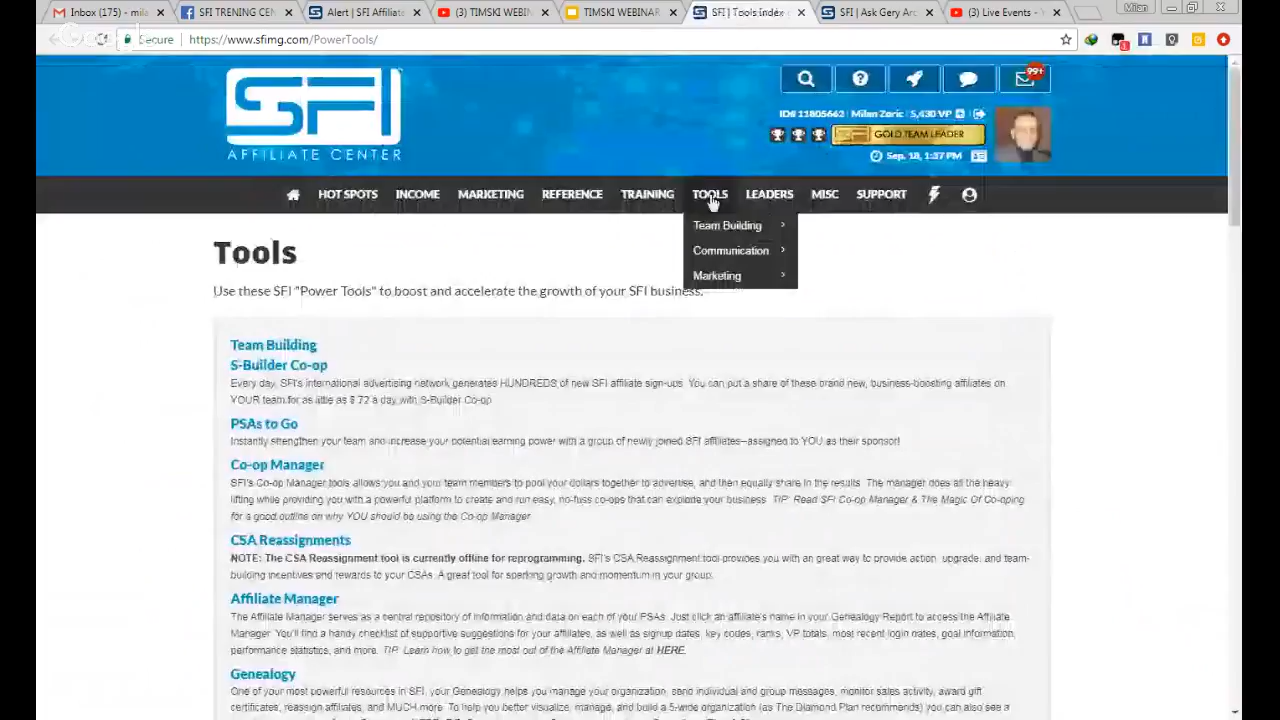 Inbox (175) - mila
SFI TRENING CEN
Alert | SFI Affiliate
(3) TIMSKI WEBIN
TIMSKI WEBINAR
SFI | Tools index
SFI | Ask Gery Arc
(3) Live Events - Y
Milan
Secure
https://www.sfimg.com/PowerTools/
1
SFI
AFFILIATE CENTER
99+
ID# 11805662 | Milan Zoric | 5,430 VP
GOLD TEAM LEADER
Sep. 18, 1:37 PM
HOT SPOTS INCOME MARKETING REFERENCE TRAINING TOOLS LEADERS MISC SUPPORT
Team Building
Communication
Marketing
Tools
Use these SFI "Power Tools" to boost and accelerate the growth of your SFI business.
Team Building
S-Builder Co-op
Every day, SFI's international advertising network generates HUNDREDS of new SFI affiliate sign-ups. You can put a share of these brand new, business-boosting affiliates on
YOUR team for as little as $.72 a day with S-Builder Co-op
PSAs to Go
Instantly strengthen your team and increase your potential earning power with a group of newly joined SFI affiliates--assigned to YOU as their sponsor!
Co-op Manager
SFI's Co-op Manager tools allows you and your team members to pool your dollars together to advertise, and then equally share in the results. The manager does all the heavy
lifting while providing you with a powerful platform to create and run easy, no-fuss co-ops that can explode your business. TIP: Read SFI Co-op Manager & The Magic Of Co-oping
for a good outline on why YOU should be using the Co-op Manager
CSA Reassignments
NOTE: The CSA Reassignment tool is currently offline for reprogramming. SFI's CSA Reassignment tool provides you with an great way to provide action, upgrade, and team-
building incentives and rewards to your CSAs. A great tool for sparking growth and momentum in your group.
Affiliate Manager
The Affiliate Manager serves as a central repository of information and data on each of your PSAs. Just click an affiliate's name in your Genealogy Report to access the Affiliate
Manager. You'll find a handy checklist of supportive suggestions for your affiliates, as well as signup dates, key codes, ranks, VP totals, most recent login dates, goal information,
performance statistics, and more. TIP: Learn how to get the most out of the Affiliate Manager at HERE.
Genealogy
One of your most powerful resources in SFI, your Genealogy helps you manage your organization, send individual and group messages, monitor sales activity, award gift
certificates, reassign affiliates, and MUCH more. To help you better visualize, manage, and build a 5-wide organization (as The Diamond Plan recommends) you can also see a